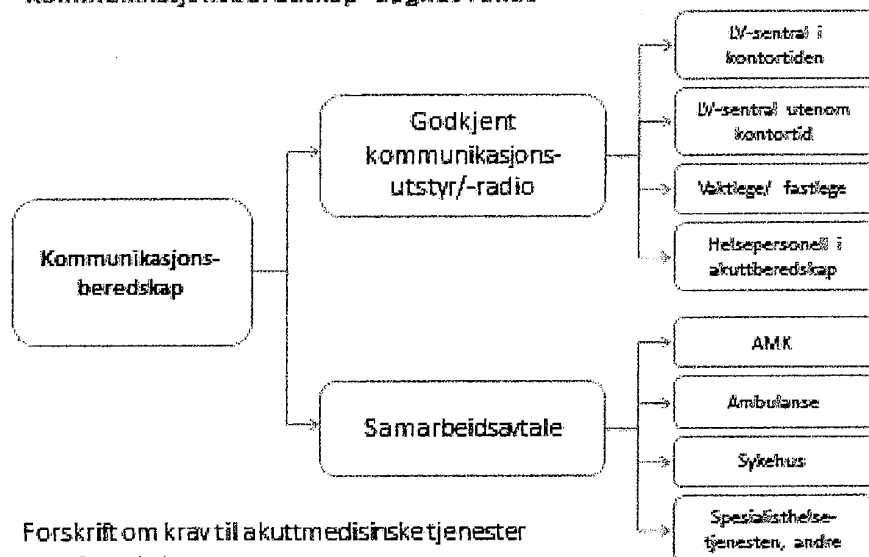 LV-sentral i
kontortiden
Godkjent
kommunikasjons-
utstyr/-radio
LV-sentral utenom
kontortid
Vaktlege/ fastlege
Helsepersonell i
akuttberedskap
Kommunikasjons-
beredskap
AMK
Ambulanse
Samarbeidsavtale
Sykehus
Spesialisthelse-
tjenesten, andre
Forskrift om krav til akuttmedisinske tjenester